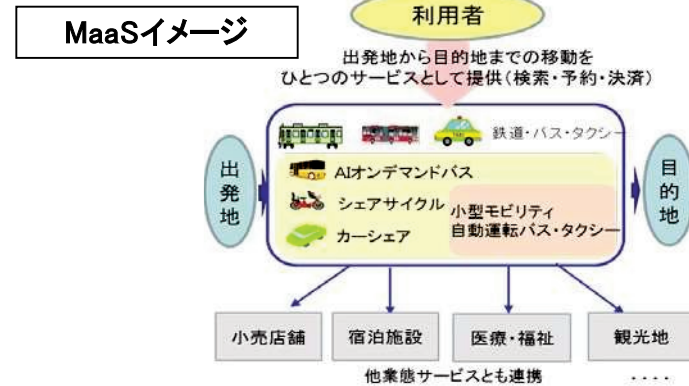 MaaSイメージ
利用者
出発地から目的地までの移動を
ひとつのサービスとして提供(検索・予約・決済)
鉄道・バス・タクシー
出発地
AIオンデマンドバス
シェアサイクル
カーシェア
小型モビリティ
自動運転バス・タクシー
目的地
小売店舗
宿泊施設
医療・福祉
観光地
他業態サービスとも連携
・・・・